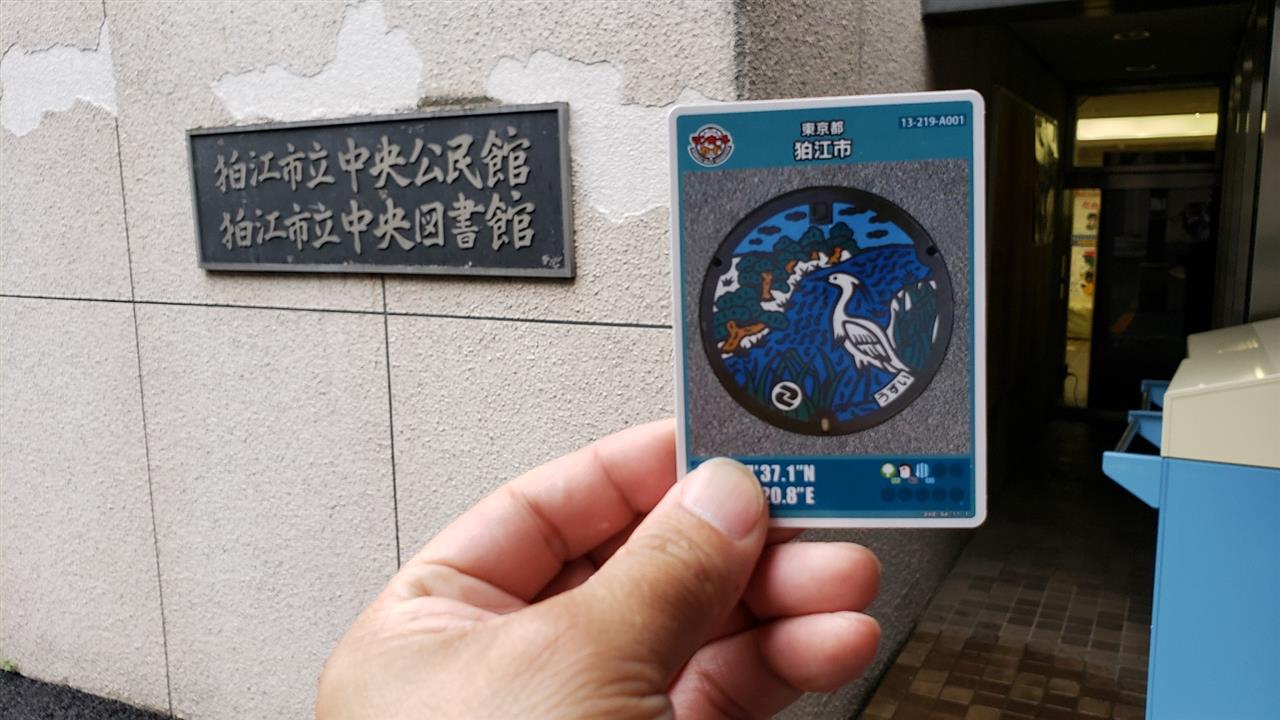 狛江市立中央公民館
狛江市立中央図書館
東京都
狛江市
13-219-A001
うすい
37.1"N
20.8"E